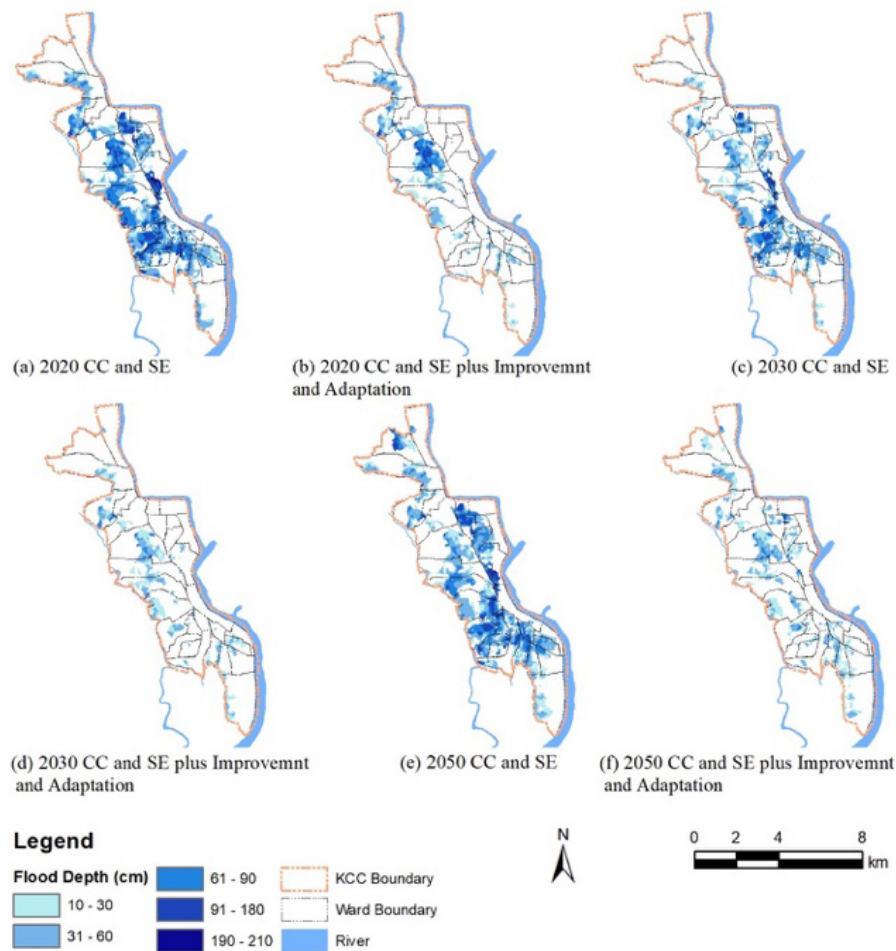 (a) 2020 CC and SE
(b) 2020 CC and SE plus Improvemnt
and Adaptation
(c) 2030 CC and SE
(d) 2030 CC and SE plus Improvemnt
and Adaptation
(e) 2050 CC and SE
(f) 2050 CC and SE plus Improvemnt
and Adaptation
Legend
Flood Depth (cm)
10 - 30
31 - 60
61 - 90
91 - 180
190 - 210
KCC Boundary
Ward Boundary
River
N
0 2 4 8
km